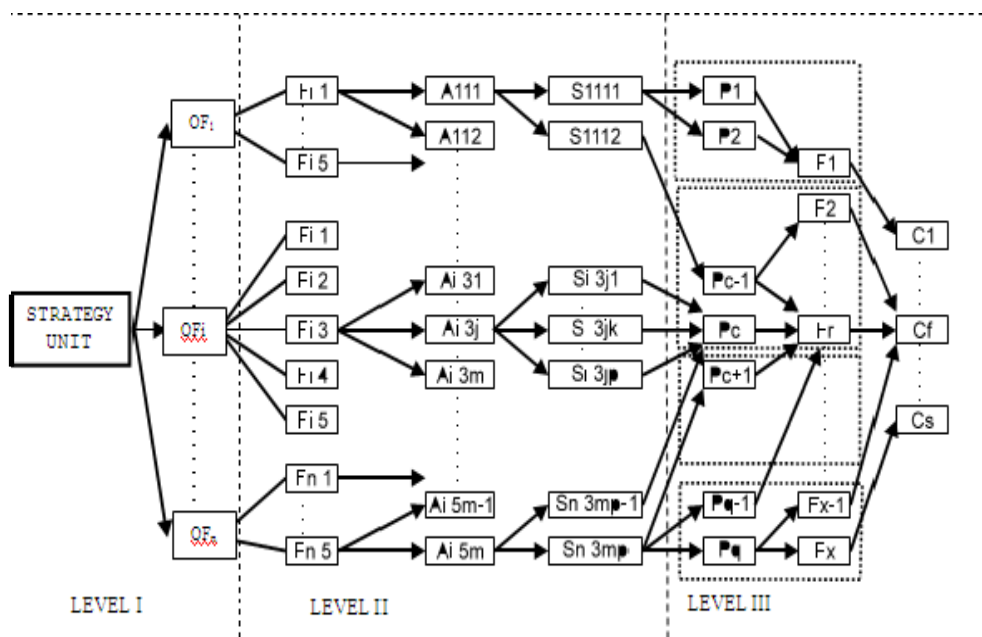 STRATEGY
UNIT
OF₁
OFi
OFₙ
Fi 1
Fi 5
Fi 1
Fi 2
Fi 3
Fi 4
Fi 5
Fn 1
Fn 5
A111
A112
Ai 31
Ai 3j
Ai 3m
Ai 5m-1
Ai 5m
S1111
S1112
Si 3j1
S 3jk
Si 3jp
Sn 3mp-1
Sn 3mp
P1
P2
Pc-1
Pc
Pc+1
Pq-1
Pq
F1
F2
Fr
Fx-1
Fx
C1
Cf
Cs
LEVEL I
LEVEL II
LEVEL III